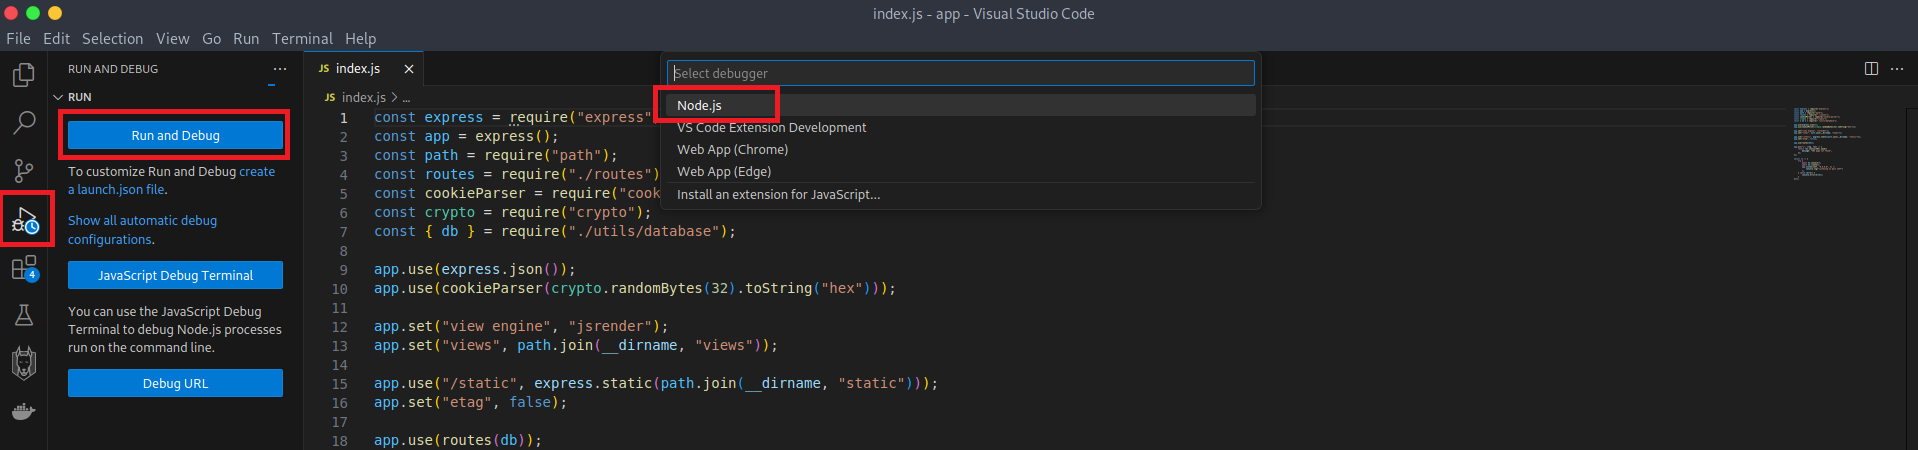 index.js - app - Visual Studio Code
File Edit Selection View Go Run Terminal Help
RUN AND DEBUG
RUN
Run and Debug
To customize Run and Debug create
a launch.json file.
Show all automatic debug
configurations.
JavaScript Debug Terminal
4
You can use the JavaScript Debug
Terminal to debug Node.js processes
run on the command line.
Debug URL
JS index.js
JS index.js > ...
Select debugger
Node.js
VS Code Extension Development
Web App (Chrome)
Web App (Edge)
Install an extension for JavaScript...
1 const express = require("express"
2 const app = express();
3 const path = require("path");
4 const routes = require("./routes")
5 const cookieParser = require("cook
6 const crypto = require("crypto");
7 const { db } = require("./utils/database");
8
9 app.use(express.json());
10 app.use(cookieParser(crypto.randomBytes(32).toString("hex")));
11
12 app.set("view engine", "jsrender");
13 app.set("views", path.join(__dirname, "views"));
14
15 app.use("/static", express.static(path.join(__dirname, "static")));
16 app.set("etag", false);
17
18 app.use(routes(db));